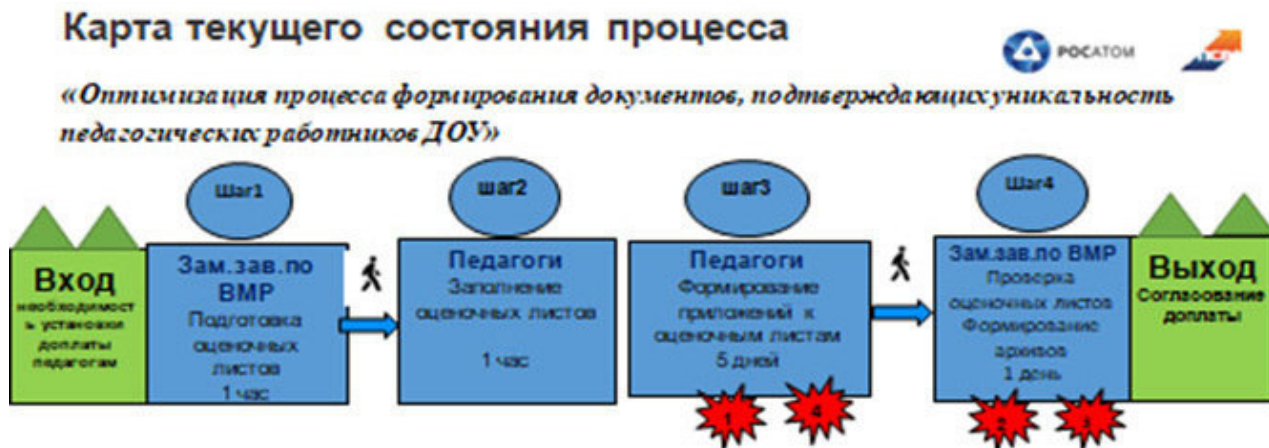 Карта текущего состояния процесса
РОСАТОМ
«Оптимизация процесса формирования документов, подтверждающих уникальность
педагогических работников ДОУ»
Шаг1
шаг2
шаг3
Шаг4
Вход
необходимост
ь установки
доплаты
педагогам
Зам.зав.по
ВМР
Подготовка
оценочных
листов
1 час
Педагоги
Заполнение
оценочных листов
1 час
Педагоги
Формирование
приложений к
оценочным листам
5 дней
1
4
Зам.зав.по ВМР
Проверка
оценочных листов
Формирование
архивов
1 день
2
3
Выход
Согласование
доплаты